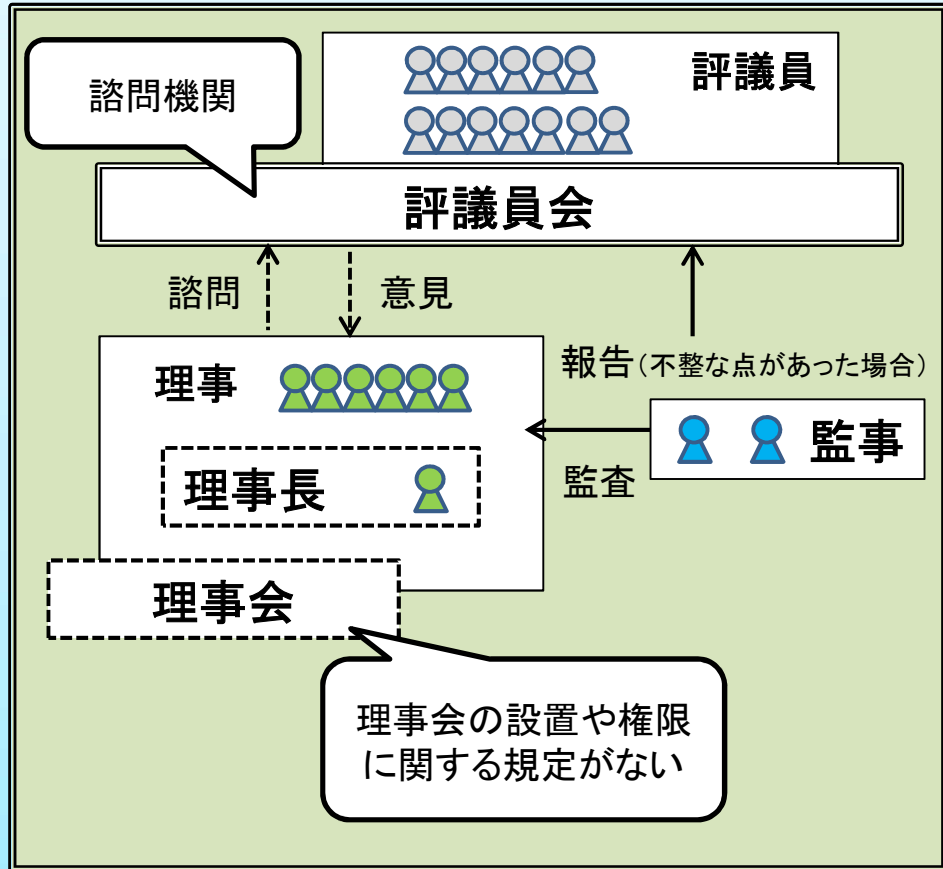 諮問機関
評議員
評議員会
諮問
意見
報告（不整な点があった場合）
理事
監事
監査
理事長
理事会
理事会の設置や権限
に関する規定がない